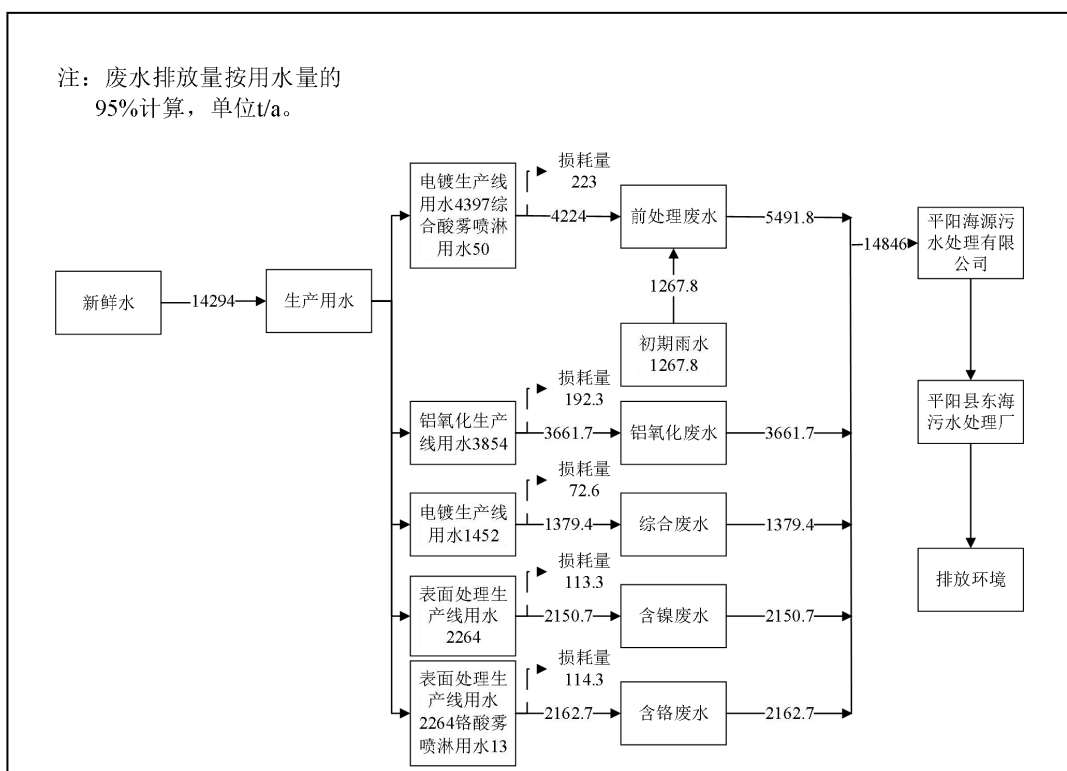 注：废水排放量按用水量的
95%计算，单位t/a。
新鲜水
14294
生产用水
电镀生产线
用水4397综
合酸雾喷淋
用水50
损耗量
223
4224
前处理废水
5491.8
1267.8
初期雨水
1267.8
铝氧化生产
线用水3854
损耗量
192.3
3661.7
铝氧化废水
3661.7
电镀生产线
用水1452
损耗量
72.6
1379.4
综合废水
1379.4
表面处理生
产线用水
2264
损耗量
113.3
2150.7
含镍废水
2150.7
表面处理生
产线用水
2264铬酸雾
喷淋用水13
损耗量
114.3
2162.7
含铬废水
2162.7
14846
平阳海源污
水处理有限
公司
平阳县东海
污水处理厂
排放环境